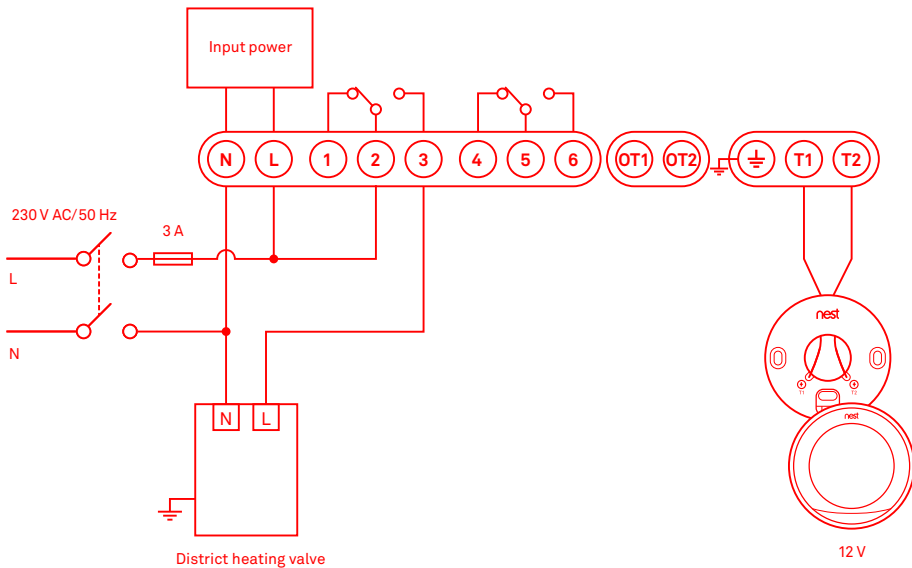 Input power
N L 1 2 3 4 5 6 OT1 OT2 T1 T2
230 V AC/50 Hz
3 A
L
N
nest
T1 T2
nest
N L
12 V
District heating valve